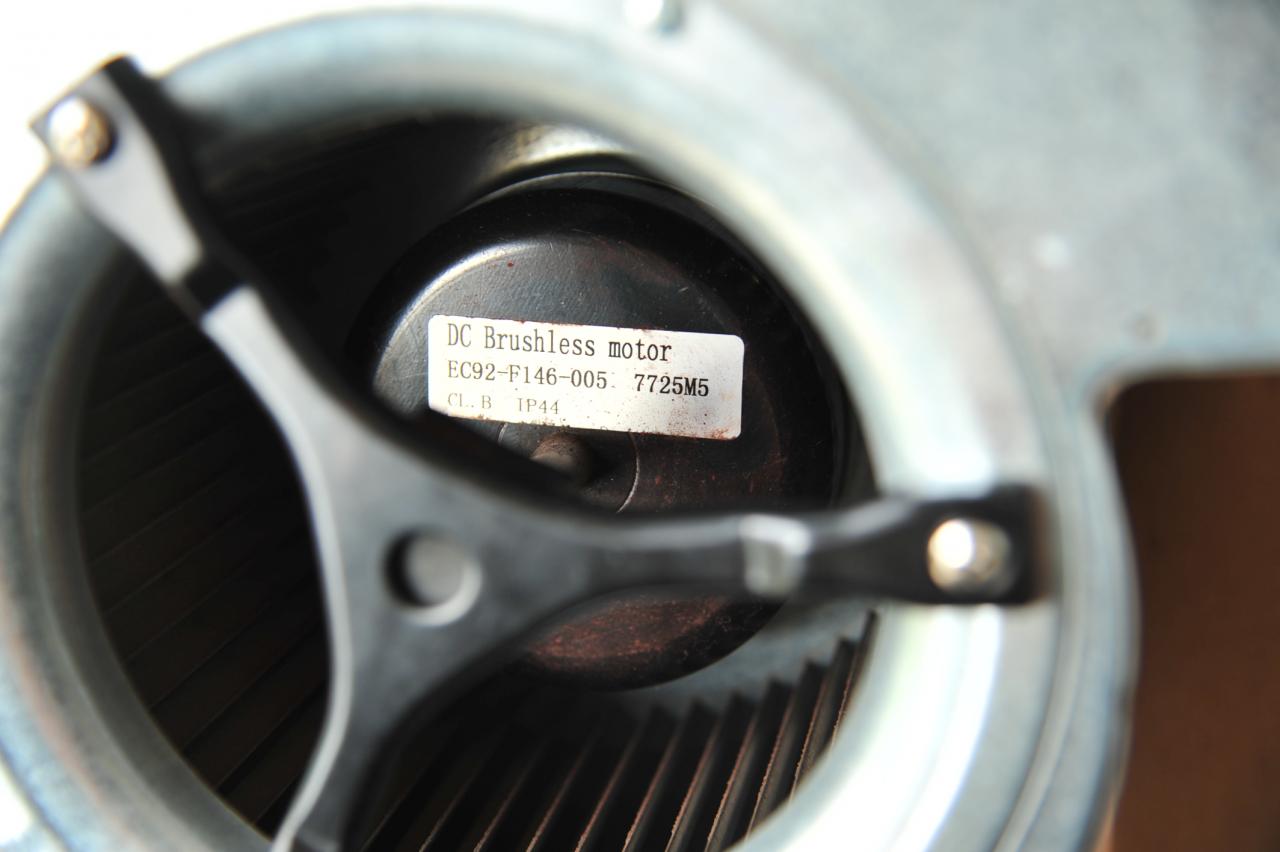 DC Brushless motor
EC92-F146-005 7725M5
CL.B IP44